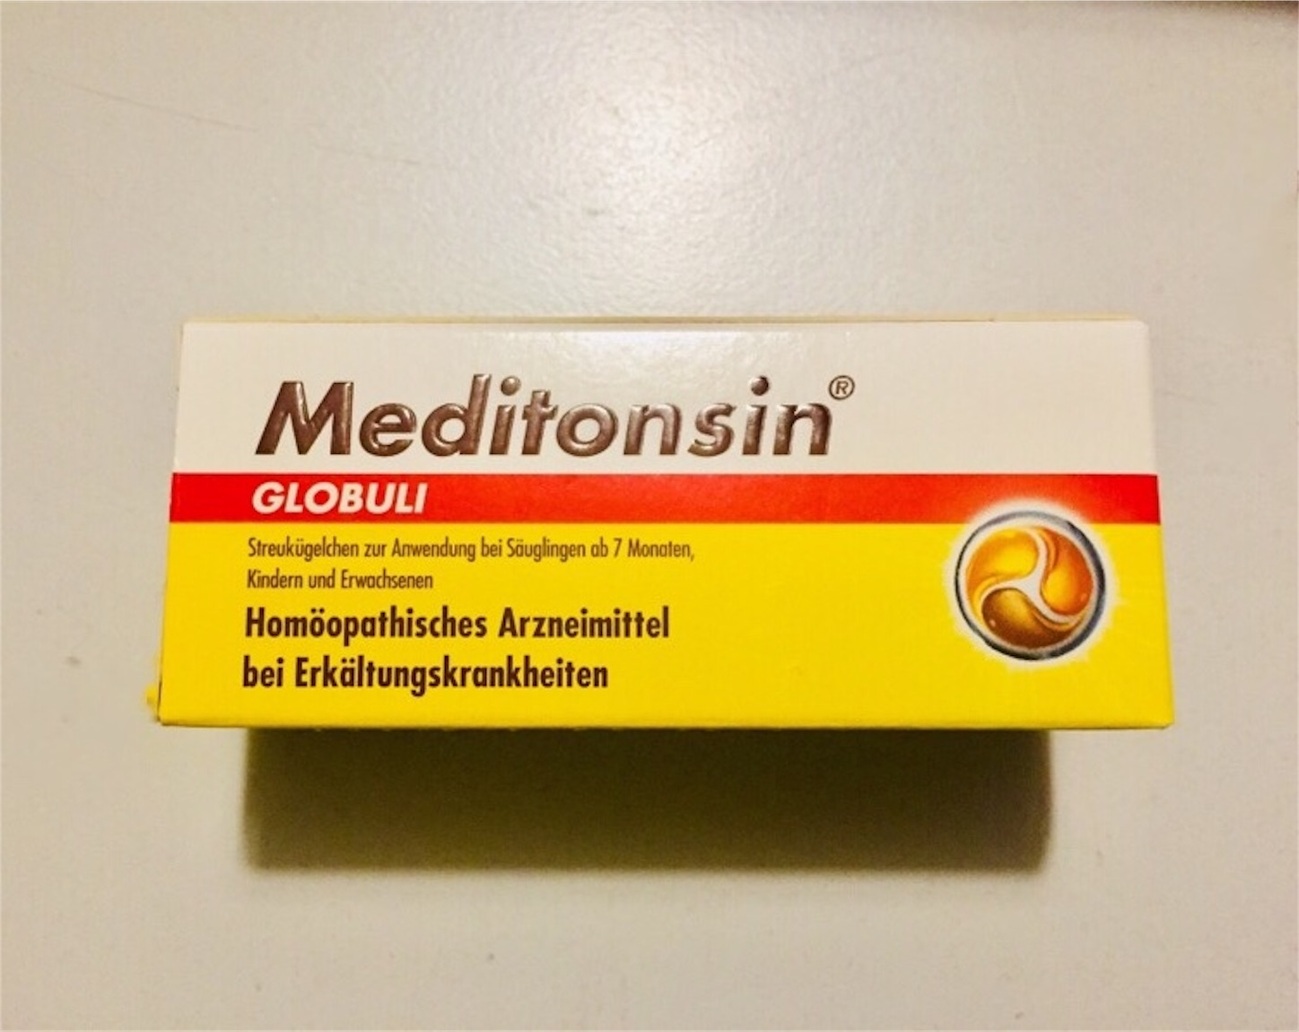 Meditonsin®
GLOBULI
Streukügelchen zur Anwendung bei Säuglingen ab 7 Monaten,
Kindern und Erwachsenen
Homöopathisches Arzneimittel
bei Erkältungskrankheiten